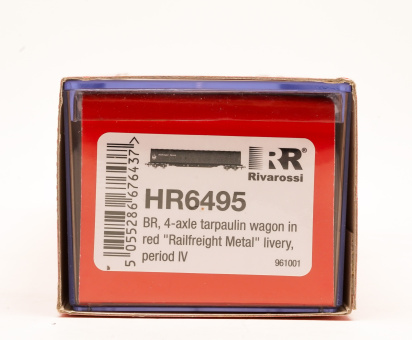 RR
Rivarossi
HR6495
BR, 4-axle tarpaulin wagon in
red "Railfreight Metal" livery,
period IV
961001
5 055286 676437